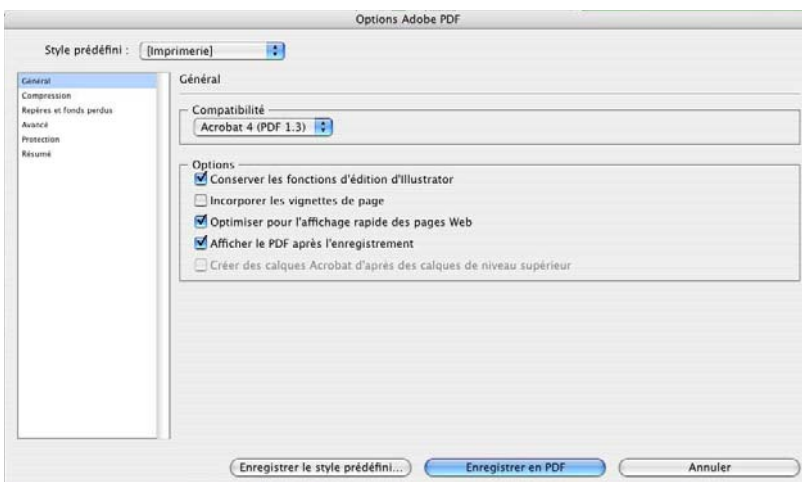 Options Adobe PDF
Style prédéfini : [Imprimerie]
Général
Compression
Repères et fonds perdus
Avancé
Protection
Résumé
Général
Compatibilité
Acrobat 4 (PDF 1.3)
Options
Conserver les fonctions d'édition d'Illustrator
Incorporer les vignettes de page
Optimiser pour l'affichage rapide des pages Web
Afficher le PDF après l'enregistrement
Créer des calques Acrobat d'après des calques de niveau supérieur
Enregistrer le style prédéfini... Enregistrer en PDF Annuler